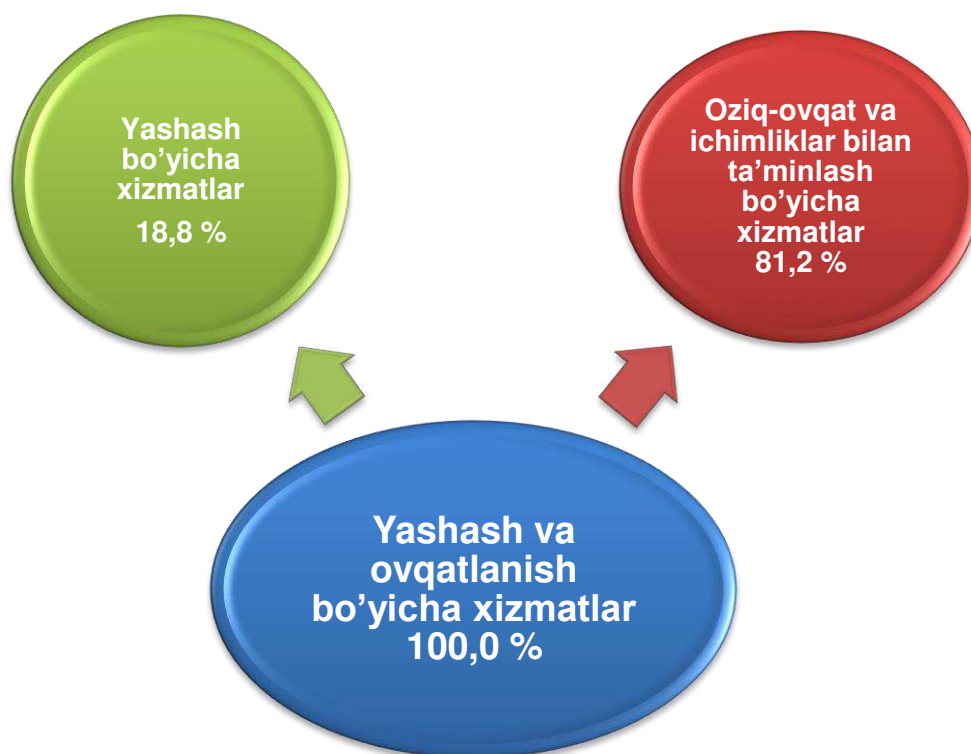 Yashash
bo’yicha
xizmatlar
18,8 %
Oziq-ovqat va
ichimliklar bilan
ta’minlash
bo’yicha
xizmatlar
81,2 %
Yashash va
ovqatlanish
bo’yicha xizmatlar
100,0 %